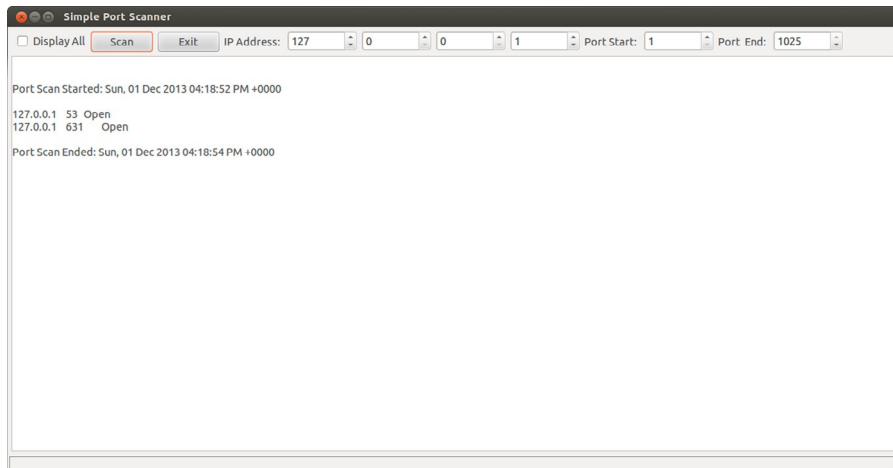 Simple Port Scanner
Display All Scan Exit IP Address: 127 0 0 1 Port Start: 1 Port End: 1025
Port Scan Started: Sun, 01 Dec 2013 04:18:52 PM +0000
127.0.0.1 53 Open
127.0.0.1 631 Open
Port Scan Ended: Sun, 01 Dec 2013 04:18:54 PM +0000